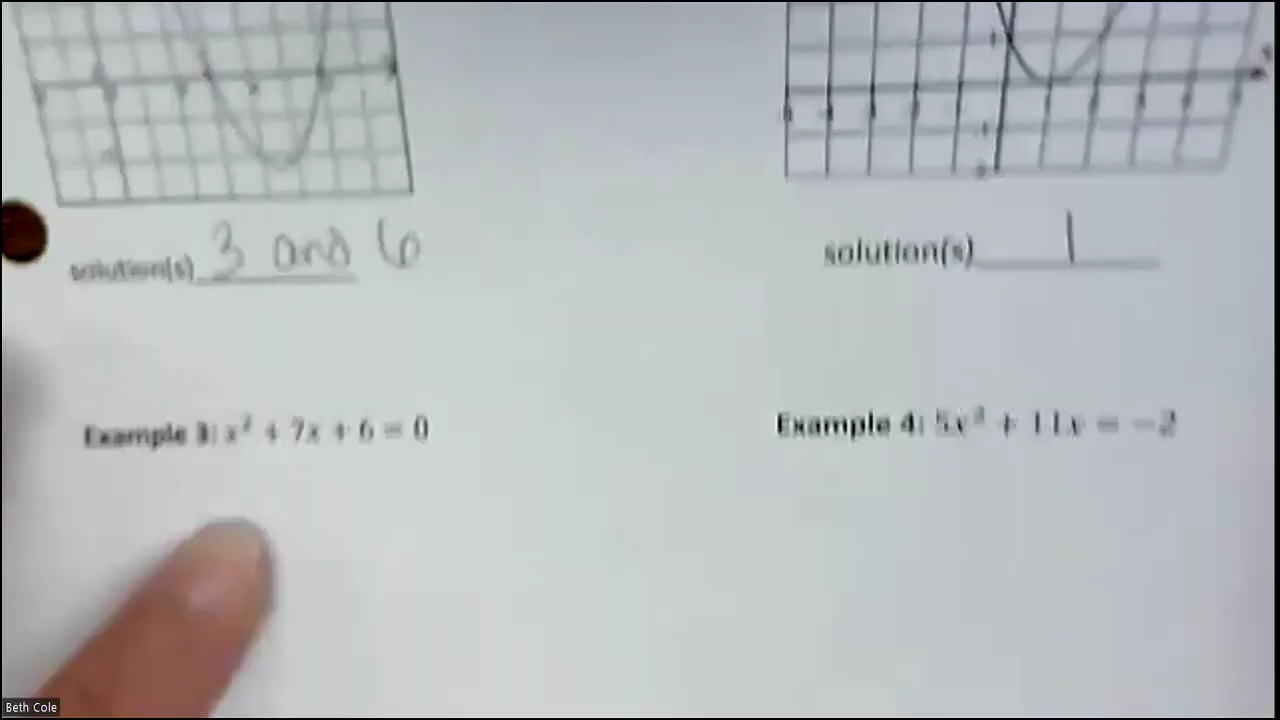 solution(s) 3 and 6
solution(s) 1
Example 3: x² + 7x + 6 = 0
Example 4: 5x² + 11x = −2
Beth Cole